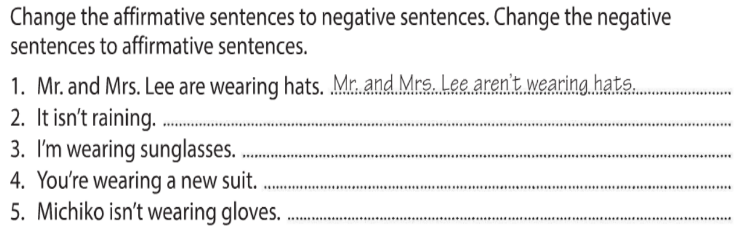 Change the affirmative sentences to negative sentences. Change the negative
sentences to affirmative sentences.
1. Mr. and Mrs. Lee are wearing hats. Mr. and Mrs. Lee aren't wearing hats.
2. It isn't raining.
3. I'm wearing sunglasses.
4. You're wearing a new suit.
5. Michiko isn't wearing gloves.